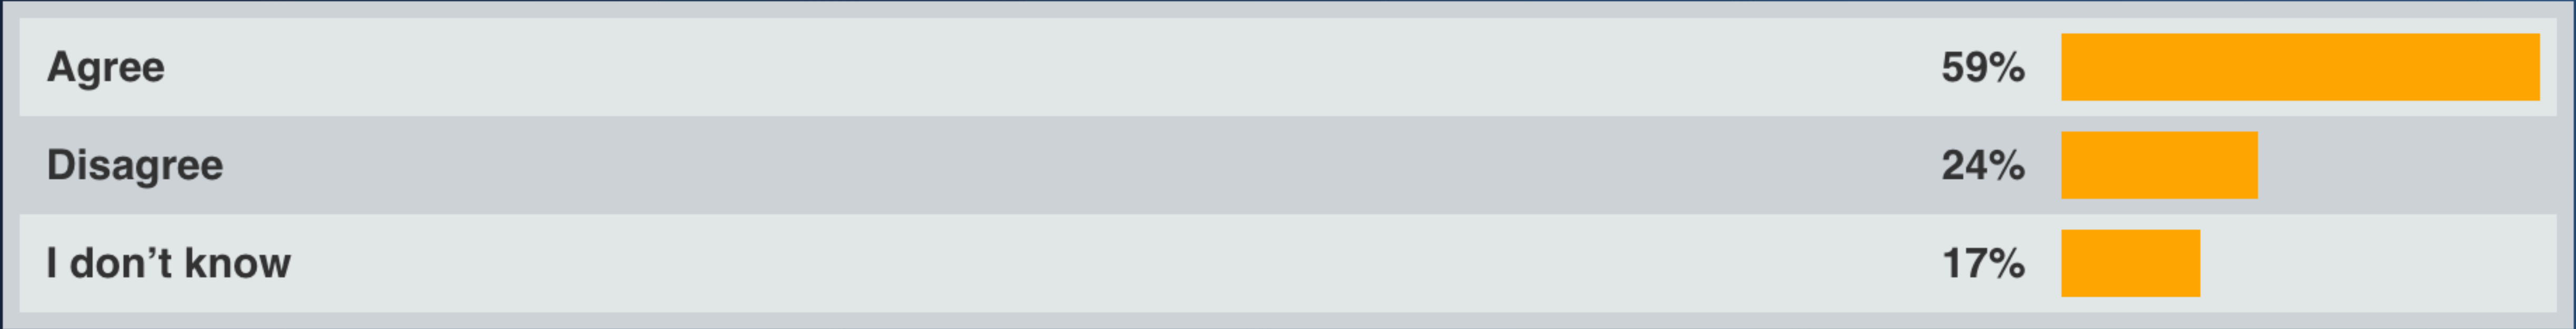 Agree 59%
Disagree 24%
I don’t know 17%